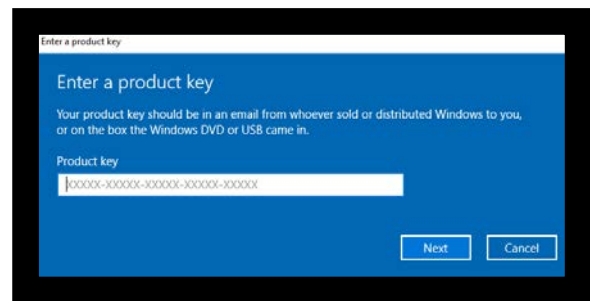 Enter a product key
Enter a product key
Your product key should be in an email from whoever sold or distributed Windows to you,
or on the box the Windows DVD or USB came in.
Product key
XXXXX-XXXXX-XXXXX-XXXXX-XXXXX
Next Cancel